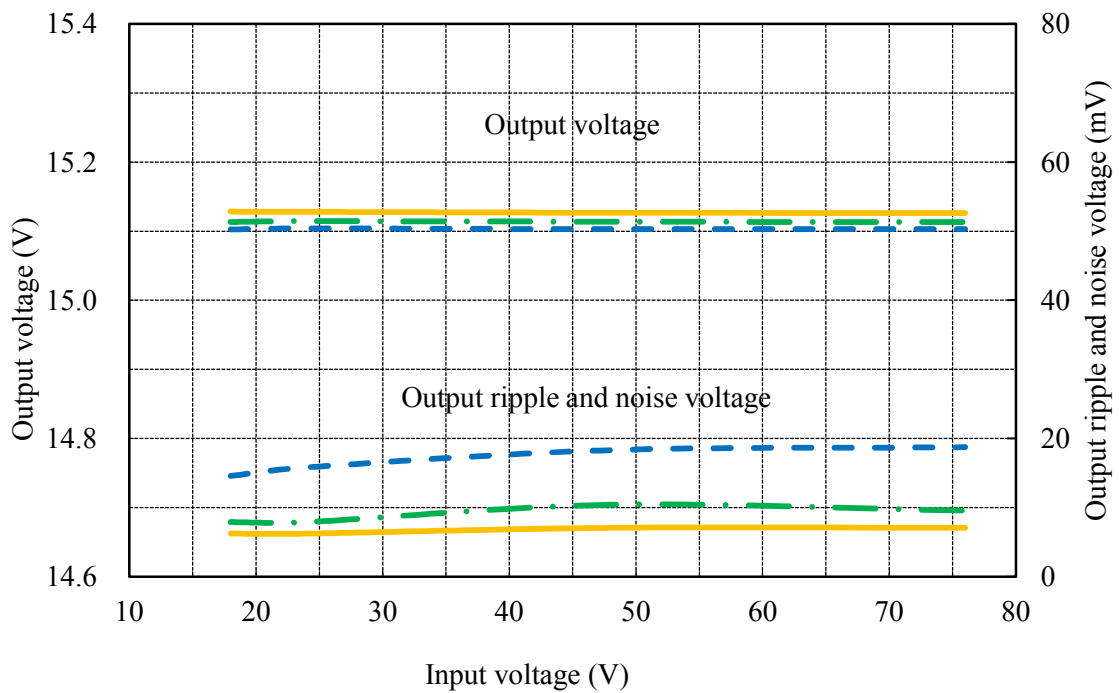 15.4
15.2
15.0
14.8
14.6
Output voltage (V)
80
60
40
20
0
Output ripple and noise voltage (mV)
Output voltage
Output ripple and noise voltage
10 20 30 40 50 60 70 80
Input voltage (V)